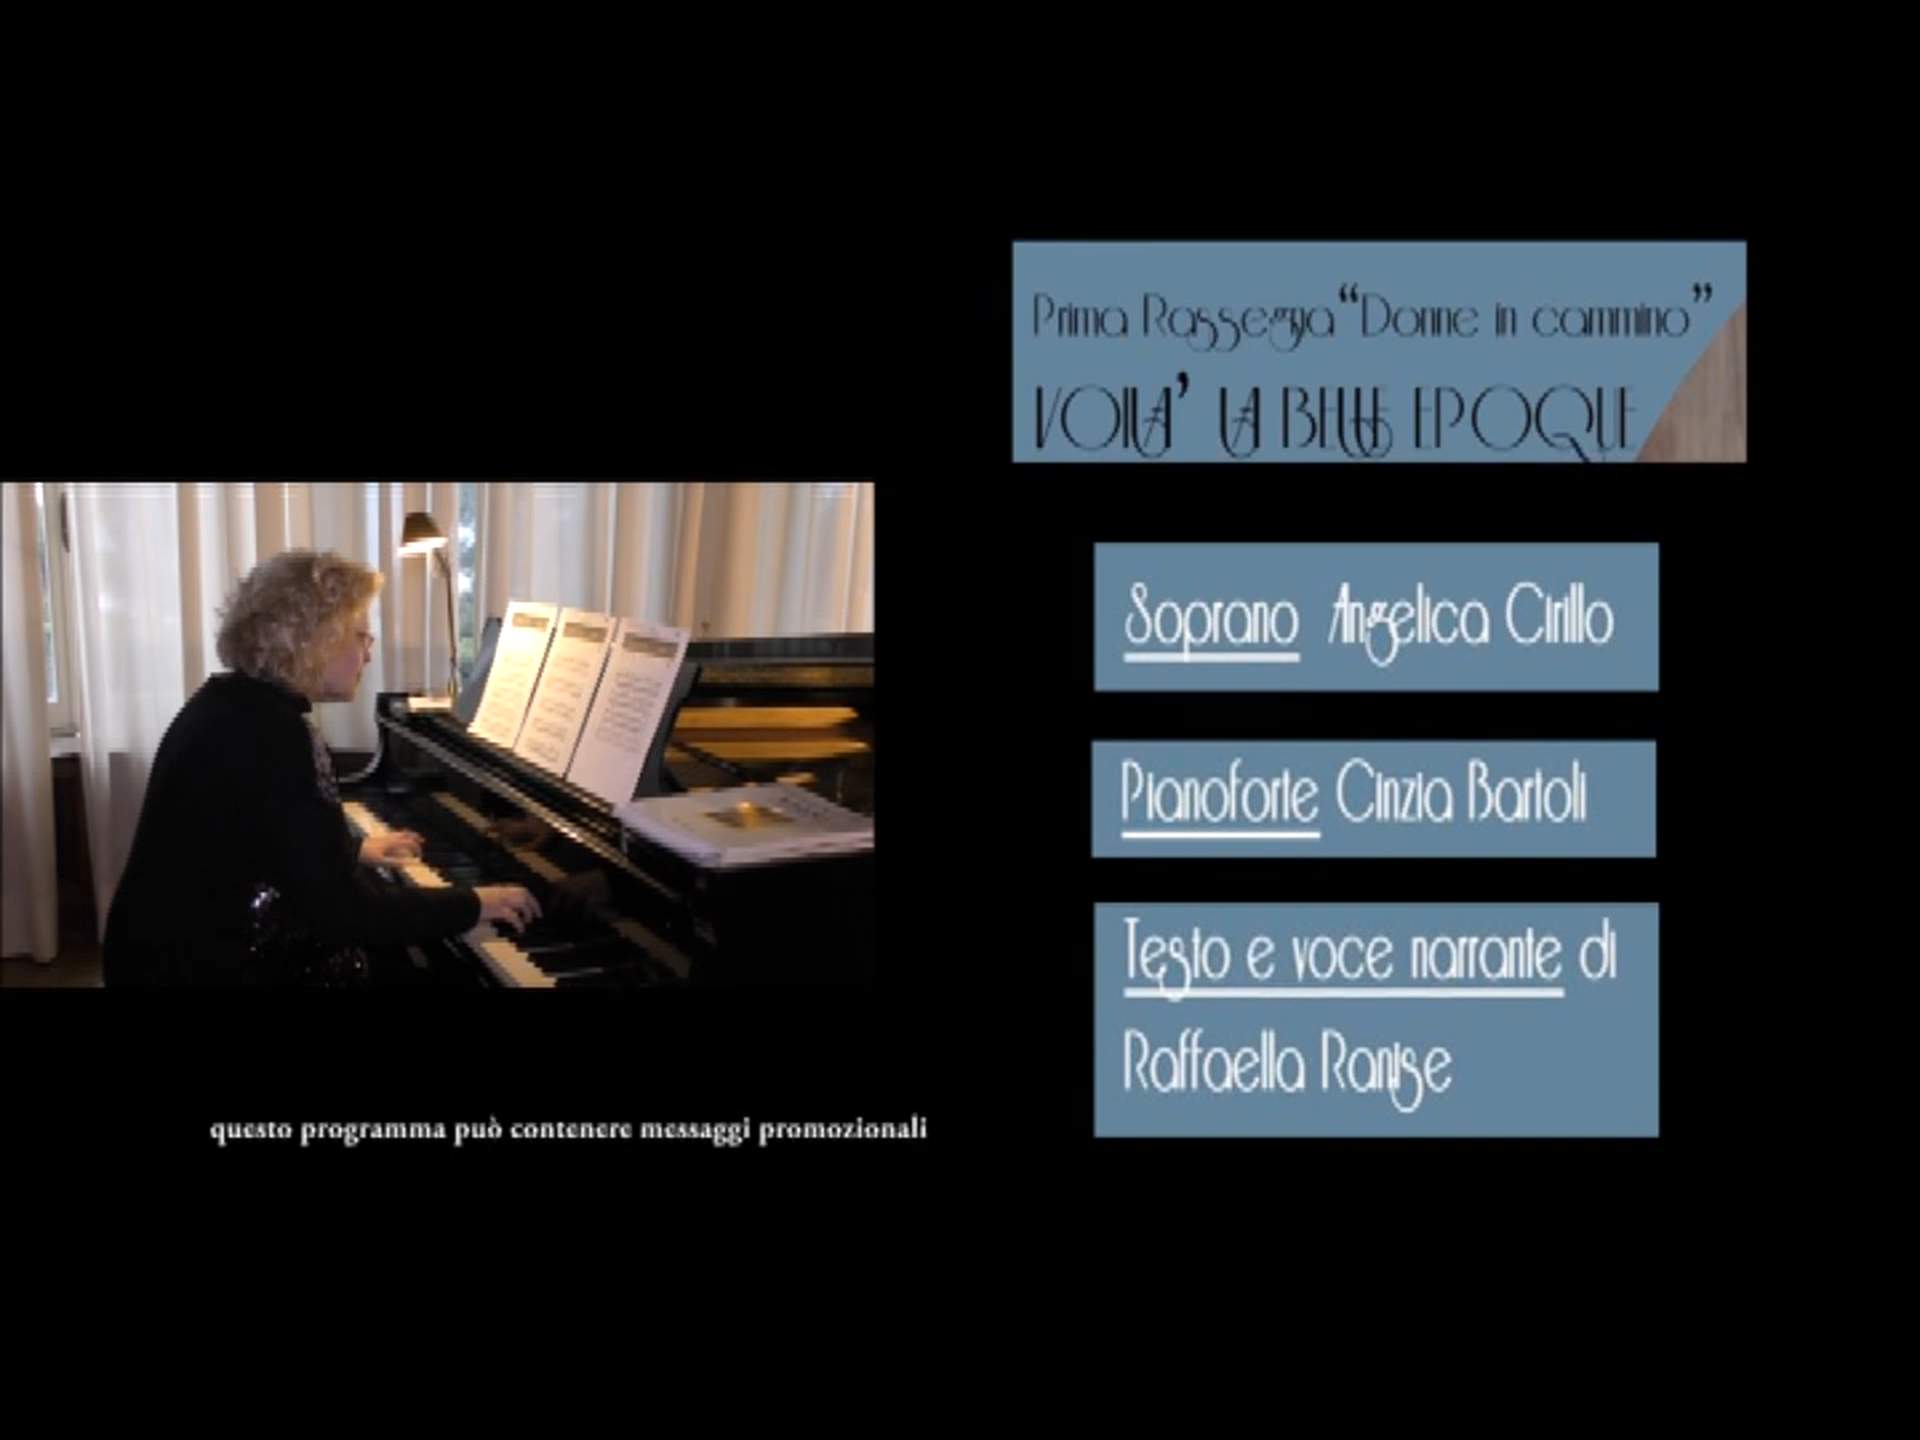 Prima Rassegna “Donne in cammino”
VOILA’ LA BELLE EPOQUE
Soprano Angelica Cirillo
Pianoforte Cinzia Bartoli
Testo e voce narrante di
Raffaella Ranise
questo programma può contenere messaggi promozionali